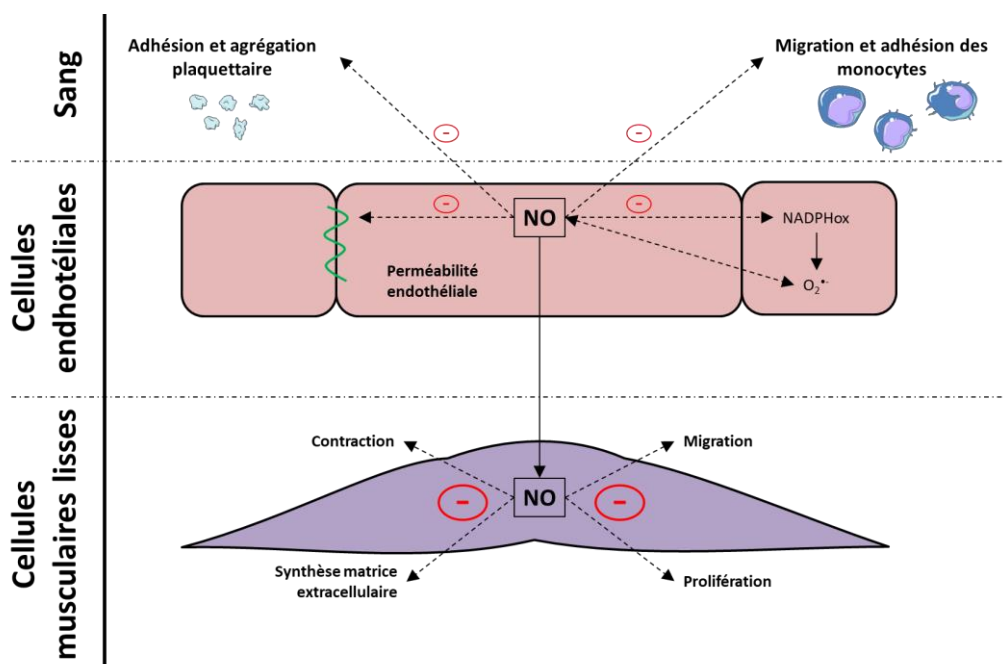 Sang
Adhésion et agrégation
plaquettaire
Migration et adhésion des
monocytes
-
-
Cellules
endhotéliales
-
-
NO
NADPHox
Perméabilité
endothéliale
O₂•-
Cellules
musculaires lisses
Contraction
Migration
-
NO
-
Synthèse matrice
extracellulaire
Prolifération